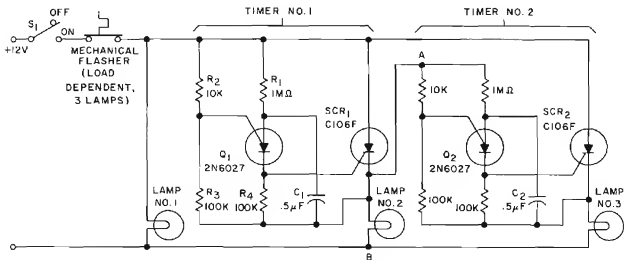 TIMER NO. 1
TIMER NO. 2
OFF
S1
ON
+12V
MECHANICAL
FLASHER
(LOAD
DEPENDENT,
3 LAMPS)
R2
10K
R1
1MΩ
SCR1
C106F
Q1
2N6027
R3
100K
R4
100K
C1
.5μF
LAMP
NO.1
LAMP
NO.2
A
10K
1MΩ
SCR2
C106F
Q2
2N6027
100K
100K
C2
.5μF
LAMP
NO.3
B